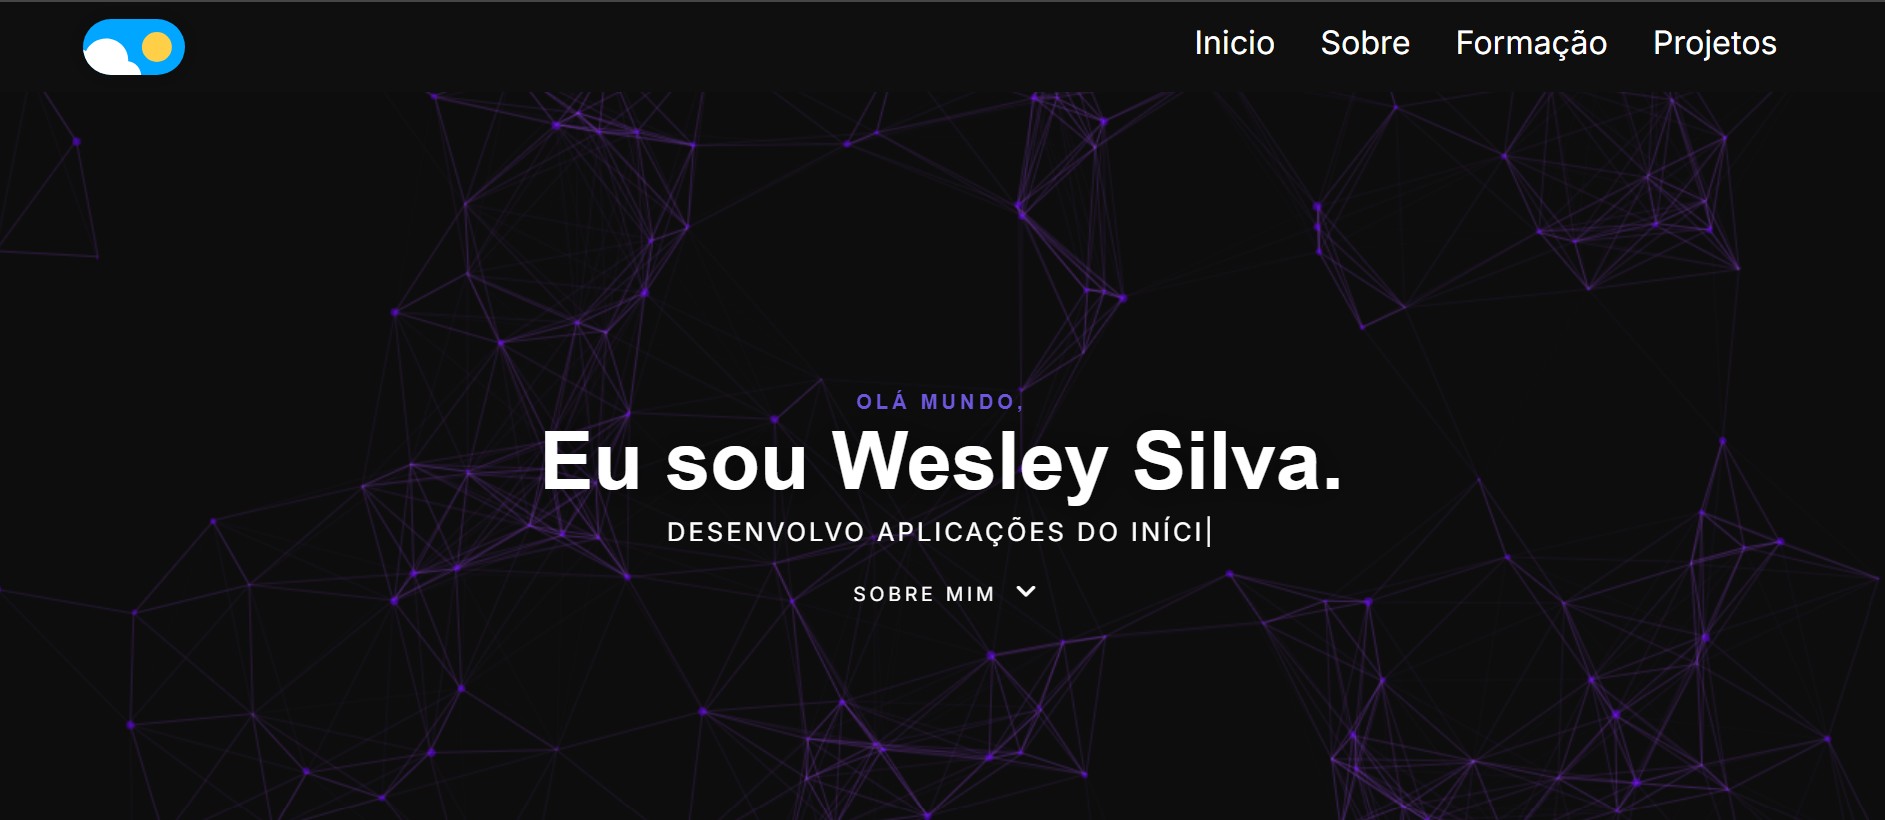 Inicio Sobre Formação Projetos
OLÁ MUNDO,
Eu sou Wesley Silva.
DESENVOLVO APLICAÇÕES DO INÍCI|
SOBRE MIM